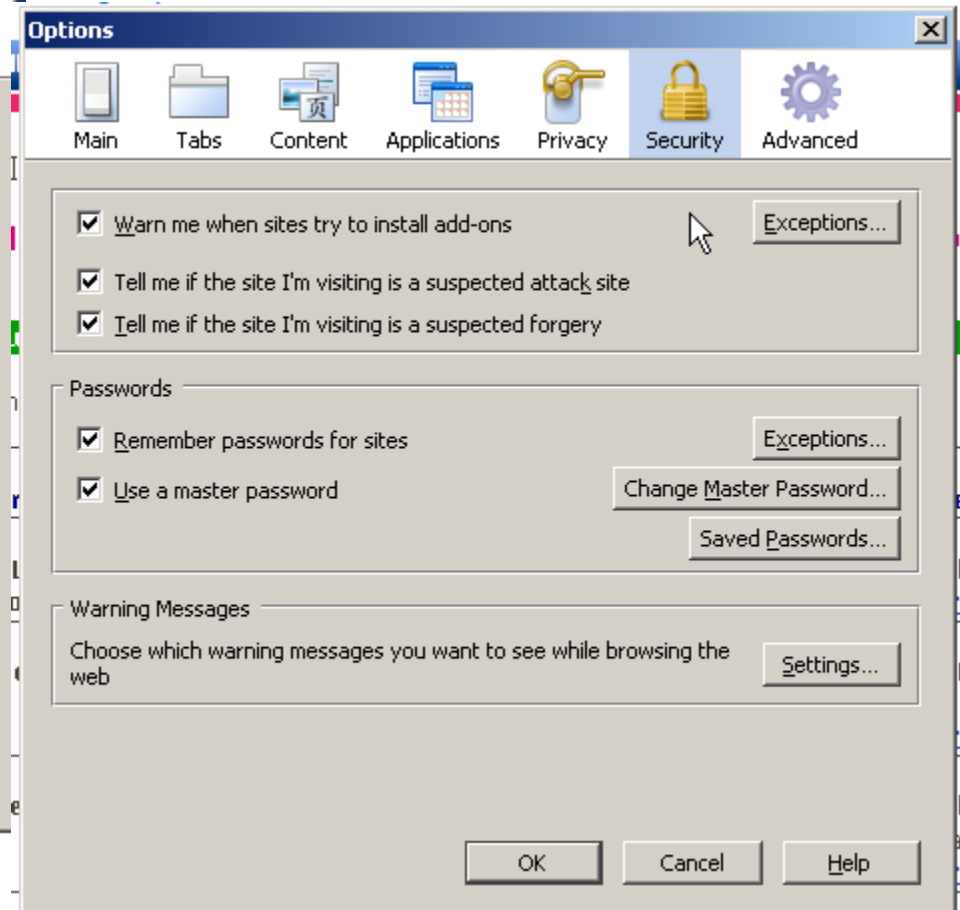 Options
Main Tabs Content Applications Privacy Security Advanced
页
Warn me when sites try to install add-ons Exceptions...
Tell me if the site I'm visiting is a suspected attack site
Tell me if the site I'm visiting is a suspected forgery
Passwords
Remember passwords for sites Exceptions...
Use a master password Change Master Password...
Saved Passwords...
Warning Messages
Choose which warning messages you want to see while browsing the
web Settings...
OK Cancel Help